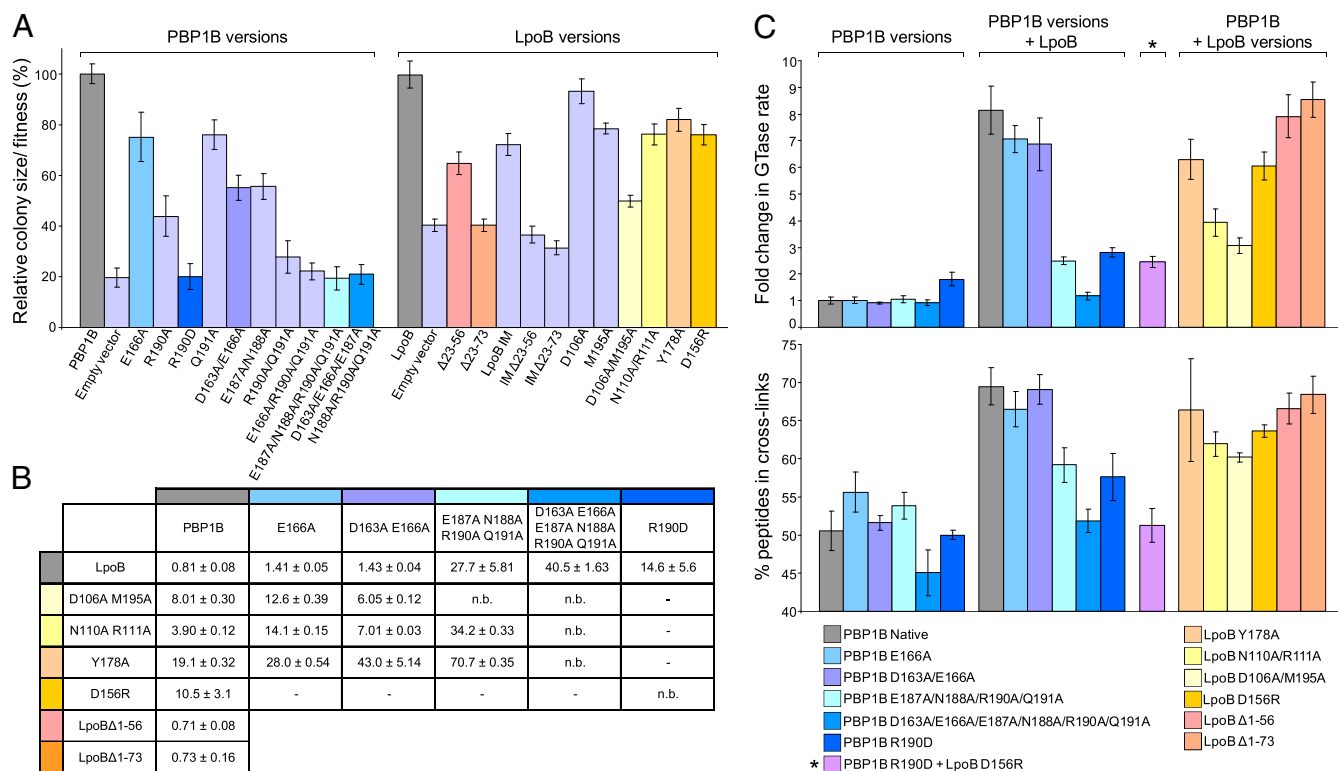 A
PBP1B versions
LpoB versions
Relative colony size/ fitness (%)
100
80
60
40
20
0
PBP1B
Empty vector
E166A
R190A
R190D
Q191A
D163A/E166A
E187A/N188A
R190A/Q191A
E166A/R190A/Q191A
E187A/N188A/R190A/Q191A
D163A/E166A/E187A/
N188A/R190A/Q191A
LpoB
Empty vector
Δ23-56
Δ23-73
LpoB IM
IM Δ23-56
IM Δ23-73
D106A
M195A
D106A/M195A
N110A/R111A
Y178A
D156R
B
PBP1B
E166A
D163A E166A
E187A N188A
R190A Q191A
D163A E166A
E187A N188A
R190A Q191A
R190D
LpoB 0.81 ± 0.08 1.41 ± 0.05 1.43 ± 0.04 27.7 ± 5.81 40.5 ± 1.63 14.6 ± 5.6
D106A M195A 8.01 ± 0.30 12.6 ± 0.39 6.05 ± 0.12 n.b. n.b. -
N110A R111A 3.90 ± 0.12 14.1 ± 0.15 7.01 ± 0.03 34.2 ± 0.33 n.b. -
Y178A 19.1 ± 0.32 28.0 ± 0.54 43.0 ± 5.14 70.7 ± 0.35 n.b. -
D156R 10.5 ± 3.1 - - - - n.b.
LpoBΔ1-56 0.71 ± 0.08
LpoBΔ1-73 0.73 ± 0.16
C
PBP1B versions
PBP1B versions
+ LpoB
*
PBP1B
+ LpoB versions
Fold change in GTase rate
10
9
8
7
6
5
4
3
2
1
0
% peptides in cross-links
75
70
65
60
55
50
45
40
PBP1B Native
PBP1B E166A
PBP1B D163A/E166A
PBP1B E187A/N188A/R190A/Q191A
PBP1B D163A/E166A/E187A/N188A/R190A/Q191A
PBP1B R190D
* PBP1B R190D + LpoB D156R
LpoB Y178A
LpoB N110A/R111A
LpoB D106A/M195A
LpoB D156R
LpoB Δ1-56
LpoB Δ1-73